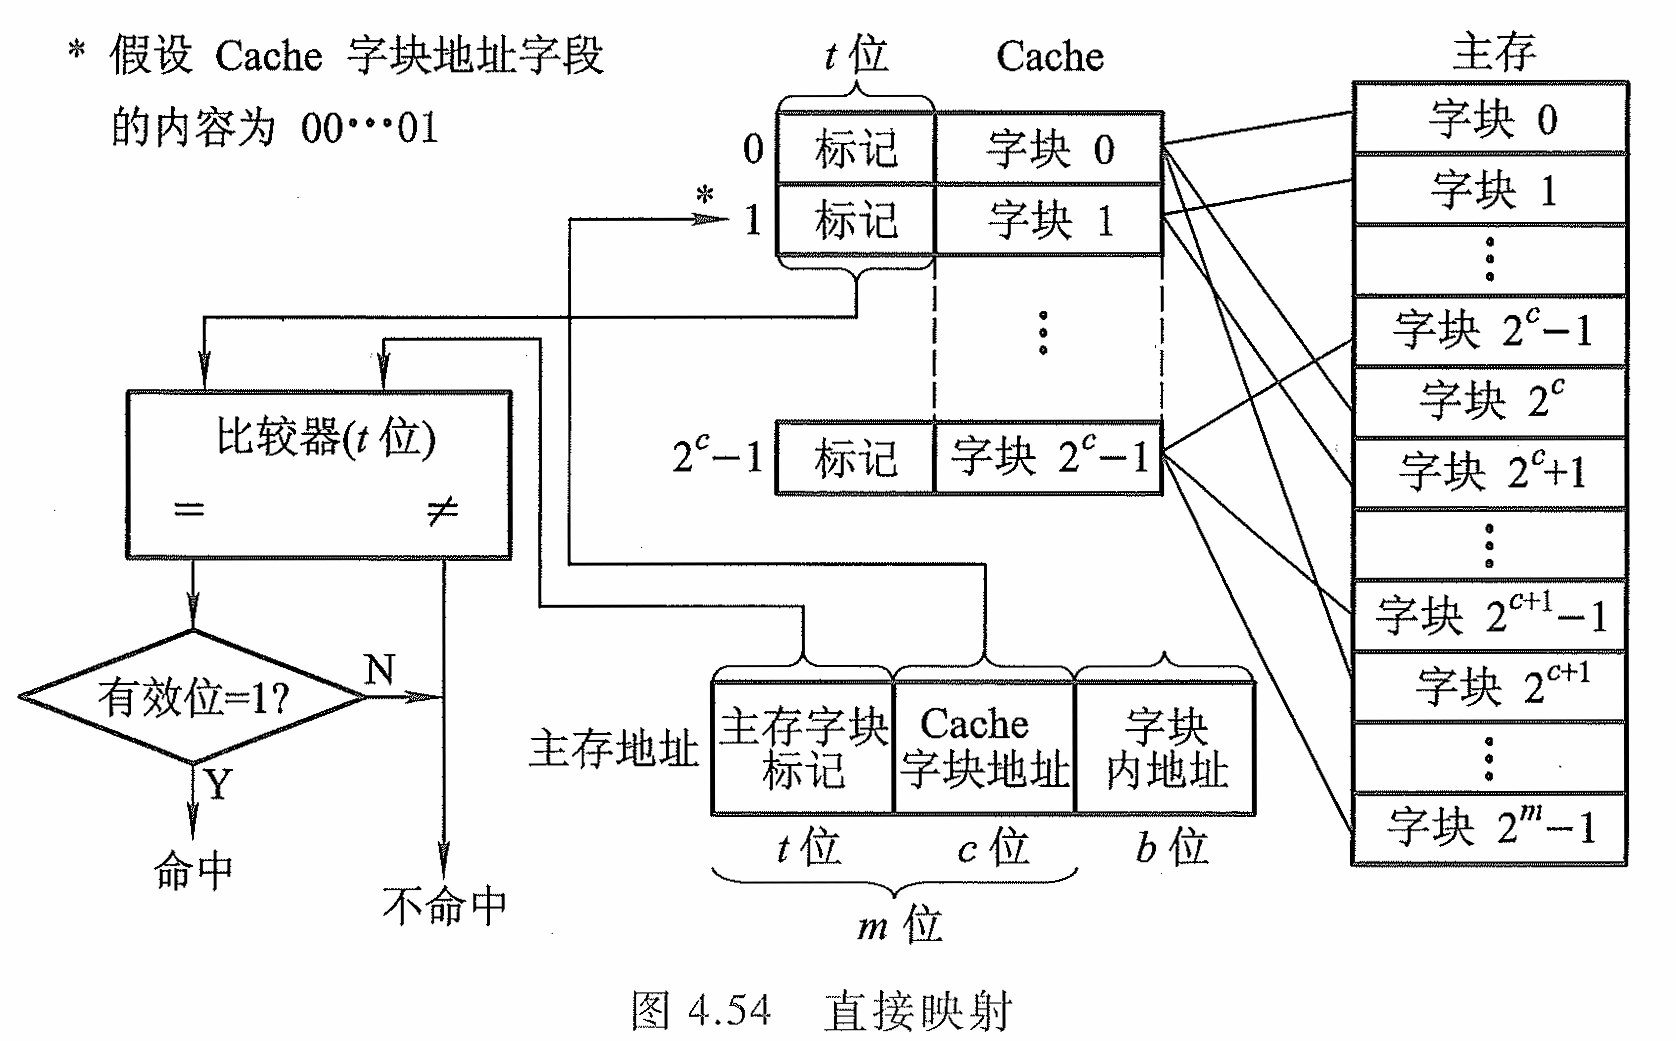 * 假设 Cache 字块地址字段
的内容为 00···01
t 位
Cache
主存
0 标记 字块 0
* 1 标记 字块 1
⋮
2^c−1 标记 字块 2^c−1
字块 0
字块 1
⋮
字块 2^c−1
字块 2^c
字块 2^c+1
⋮
字块 2^{c+1}−1
字块 2^{c+1}
⋮
字块 2^m−1
比较器(t 位)
= ≠
有效位=1?
N
Y
命中
不命中
主存地址
主存字块
标记
Cache
字块地址
字块
内地址
t 位 c 位 b 位
m 位
图 4.54 直接映射